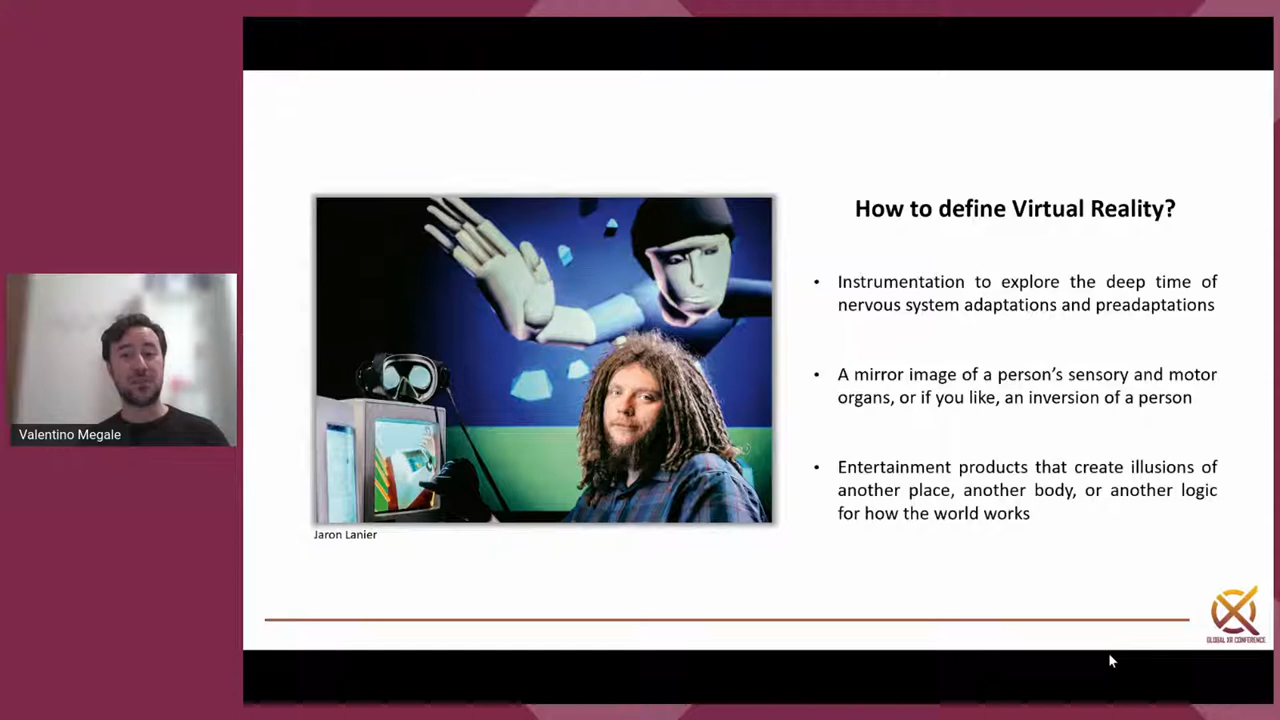 How to define Virtual Reality?
• Instrumentation to explore the deep time of
nervous system adaptations and preadaptations
• A mirror image of a person's sensory and motor
organs, or if you like, an inversion of a person
• Entertainment products that create illusions of
another place, another body, or another logic
for how the world works
Jaron Lanier
Valentino Megale
GLOBAL XR CONFERENCE